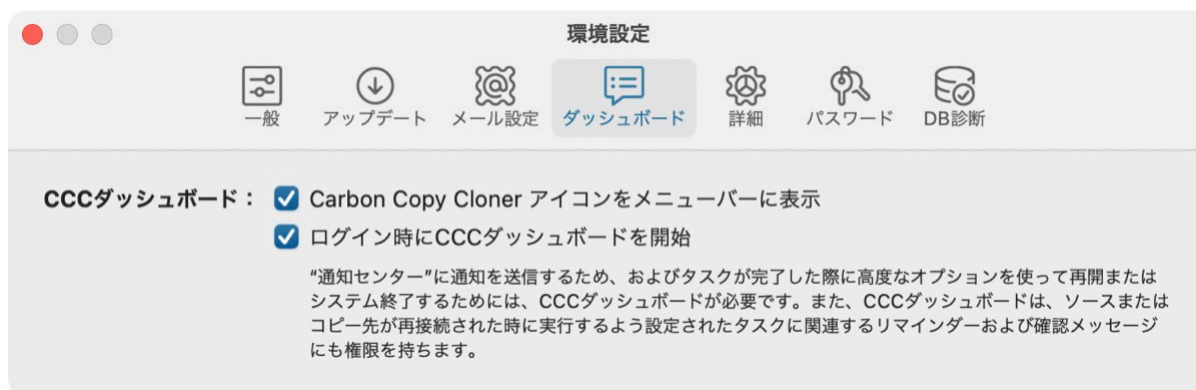 環境設定
一般
アップデート
メール設定
ダッシュボード
詳細
パスワード
DB診断
CCCダッシュボード：
Carbon Copy Cloner アイコンをメニューバーに表示
ログイン時にCCCダッシュボードを開始
“通知センター”に通知を送信するため、およびタスクが完了した際に高度なオプションを使って再開または
システム終了するためには、CCCダッシュボードが必要です。また、CCCダッシュボードは、ソースまたは
コピー先が再接続された時に実行するよう設定されたタスクに関連するリマインダーおよび確認メッセージ
にも権限を持ちます。